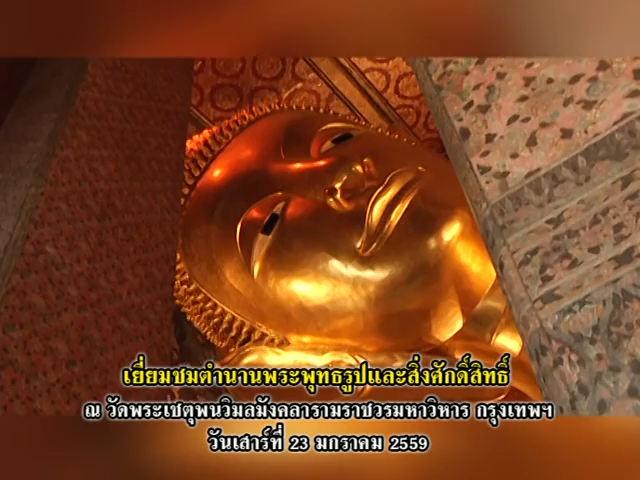 เยี่ยมชมตำนานพระพุทธรูปและสิ่งศักดิ์สิทธิ์
ณ วัดพระเชตุพนวิมลมังคลารามราชวรมหาวิหาร กรุงเทพฯ
วันเสาร์ที่ 23 มกราคม 2559